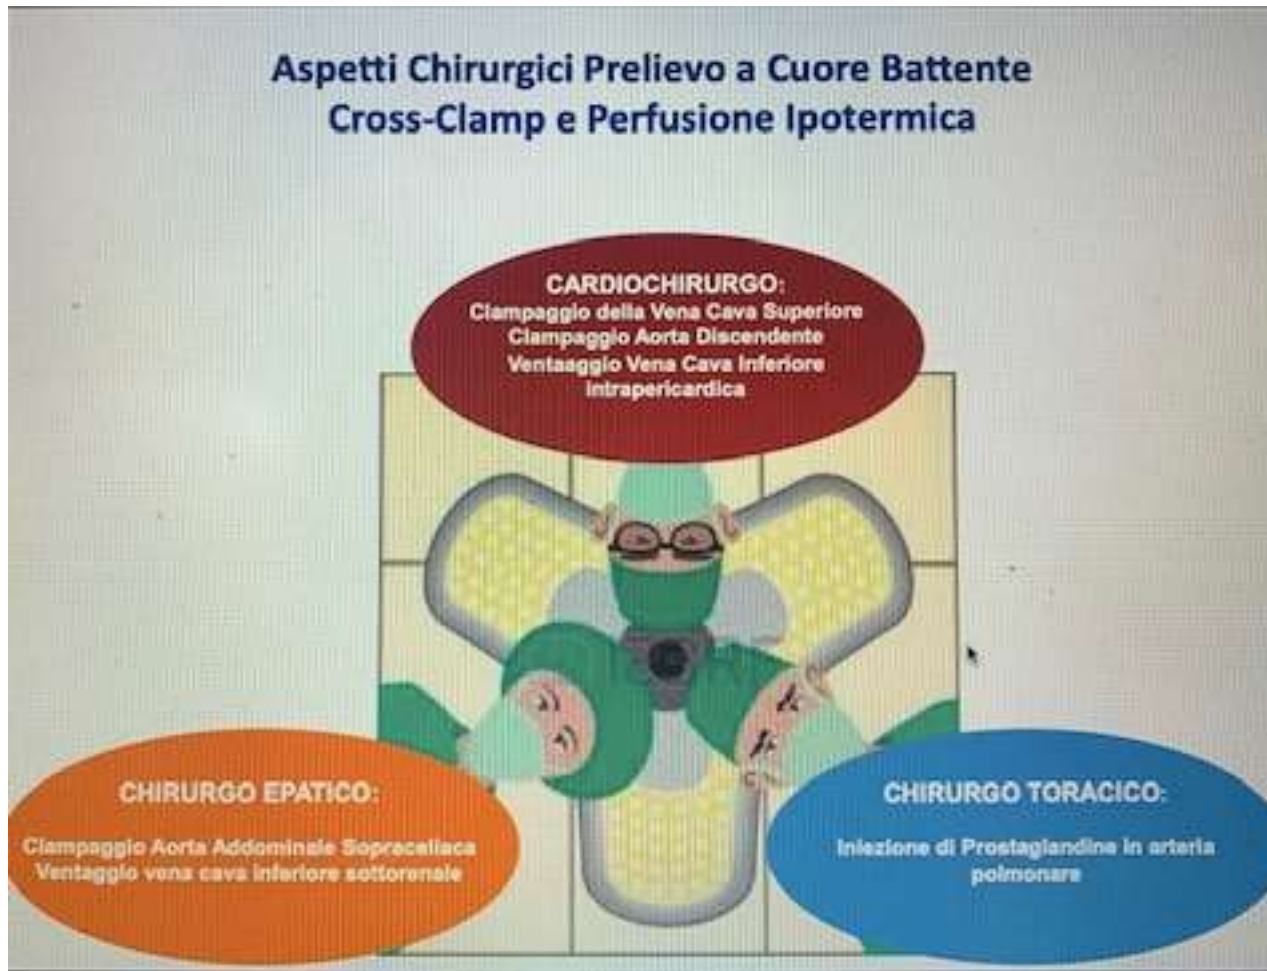 Aspetti Chirurgici Prelievo a Cuore Battente
Cross-Clamp e Perfusione Ipotermica
CARDIOCHIRURGO:
Clampaggio della Vena Cava Superiore
Clampaggio Aorta Discendente
Ventaaggio Vena Cava Inferiore
intrapericardica
CHIRURGO EPATICO:
Clampaggio Aorta Addominale Sopraceliaca
Ventaggio vena cava inferiore sottorenale
CHIRURGO TORACICO:
Iniezione di Prostaglandine in arteria
polmonare